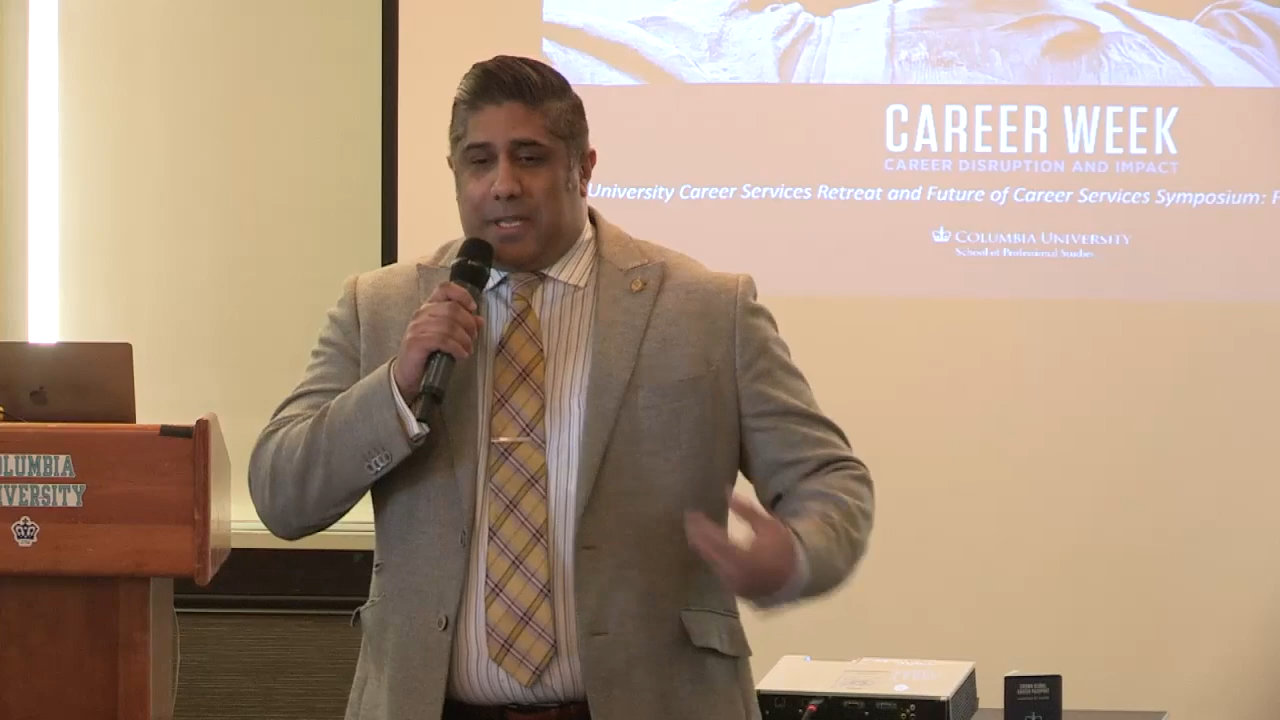 CAREER WEEK
CAREER DISRUPTION AND IMPACT
University Career Services Retreat and Future of Career Services Symposium: F
COLUMBIA UNIVERSITY
School of Professional Studies
OLUMBIA
IVERSITY